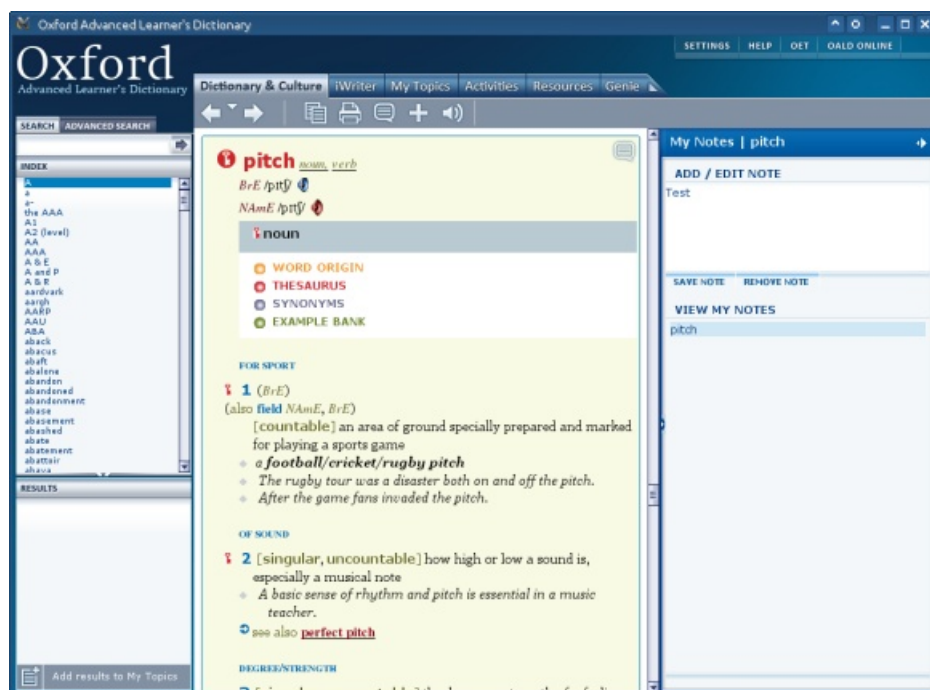 Oxford Advanced Learner's Dictionary
SETTINGS HELP OET OALD ONLINE
Oxford
Advanced Learner's Dictionary
Dictionary & Culture iWriter My Topics Activities Resources Genie
SEARCH ADVANCED SEARCH
INDEX
A
a
a-
the AAA
A1
A2 (level)
AA
AAA
A & E
A and P
A & R
aardvark
aargh
AARP
AAU
ABA
aback
abacus
abaft
abalone
abandon
abandoned
abandonment
abase
abasement
abashed
abate
abatement
abattoir
abaya
RESULTS
Add results to My Topics
pitch noun, verb
BrE /pɪtʃ/
NAmE /pɪtʃ/
noun
WORD ORIGIN
THESAURUS
SYNONYMS
EXAMPLE BANK
FOR SPORT
1 (BrE)
(also field NAmE, BrE)
[countable] an area of ground specially prepared and marked
for playing a sports game
a football/cricket/rugby pitch
The rugby tour was a disaster both on and off the pitch.
After the game fans invaded the pitch.
OF SOUND
2 [singular, uncountable] how high or low a sound is,
especially a musical note
A basic sense of rhythm and pitch is essential in a music
teacher.
see also perfect pitch
DEGREE/STRENGTH
My Notes | pitch
ADD / EDIT NOTE
Test
SAVE NOTE REMOVE NOTE
VIEW MY NOTES
pitch